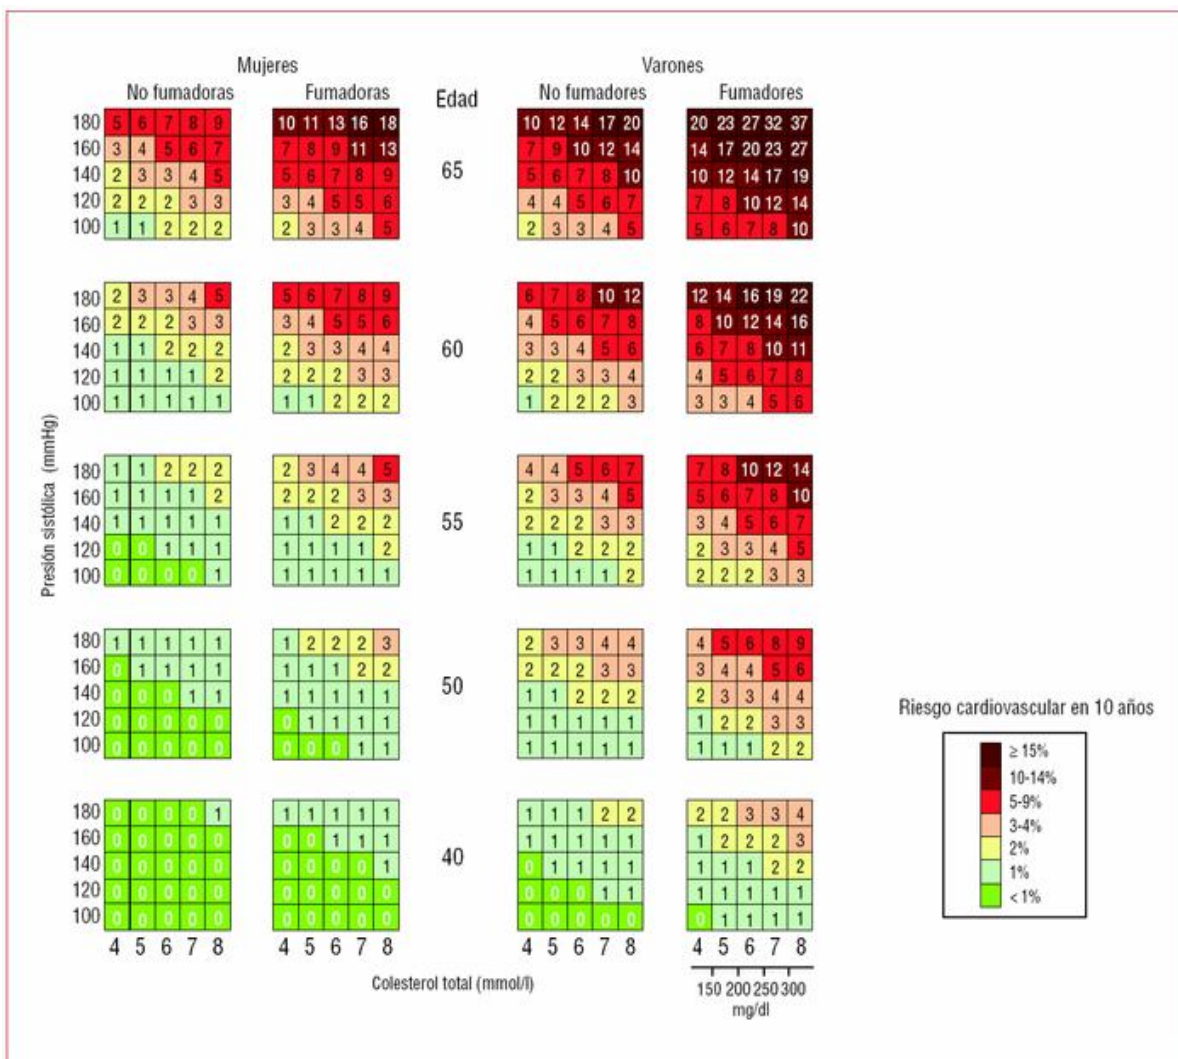 Mujeres Varones
No fumadoras Fumadoras Edad No fumadores Fumadores
180 5 6 7 8 9 10 11 13 16 18 10 12 14 17 20 20 23 27 32 37
160 3 4 5 6 7 7 8 9 11 13 7 9 10 12 14 14 17 20 23 27
140 2 3 3 4 5 5 6 7 8 9 65 5 6 7 8 10 10 12 14 17 19
120 2 2 2 3 3 3 4 5 5 6 4 4 5 6 7 7 8 10 12 14
100 1 1 2 2 2 2 3 3 4 5 2 3 3 4 5 5 6 7 8 10
180 2 3 3 4 5 5 6 7 8 9 6 7 8 10 12 12 14 16 19 22
160 2 2 2 3 3 3 4 5 5 6 4 5 6 7 8 8 10 12 14 16
140 1 1 2 2 2 2 3 3 4 4 60 3 3 4 5 6 6 7 8 10 11
120 1 1 1 1 2 2 2 2 3 3 2 2 3 3 4 4 5 6 7 8
100 1 1 1 1 1 1 1 2 2 2 1 2 2 2 3 3 3 4 5 6
180 1 1 2 2 2 2 3 4 4 5 4 4 5 6 7 7 8 10 12 14
160 1 1 1 1 2 2 2 2 3 3 2 3 3 4 5 5 6 7 8 10
140 1 1 1 1 1 1 1 2 2 2 55 2 2 2 3 3 3 4 5 6 7
120 0 0 1 1 1 1 1 1 1 2 1 1 2 2 2 2 3 3 4 5
100 0 0 0 0 1 1 1 1 1 1 1 1 1 1 2 2 2 2 3 3
180 1 1 1 1 1 1 2 2 2 3 2 3 3 4 4 4 5 6 8 9
160 0 1 1 1 1 1 1 1 2 2 2 2 2 3 3 3 4 4 5 6
140 0 0 0 1 1 1 1 1 1 1 50 1 1 2 2 2 2 3 3 4 4
120 0 0 0 0 0 0 1 1 1 1 1 1 1 1 1 1 2 2 3 3
100 0 0 0 0 0 0 0 0 1 1 1 1 1 1 1 1 1 1 2 2
180 0 0 0 0 1 1 1 1 1 1 1 1 1 2 2 2 2 3 3 4
160 0 0 0 0 0 0 0 1 1 1 1 1 1 1 1 1 2 2 2 3
140 0 0 0 0 0 0 0 0 0 1 40 0 1 1 1 1 1 1 1 2 2
120 0 0 0 0 0 0 0 0 0 0 0 0 0 1 1 1 1 1 1 1
100 0 0 0 0 0 0 0 0 0 0 0 0 0 0 0 0 1 1 1 1
4 5 6 7 8 4 5 6 7 8 4 5 6 7 8 4 5 6 7 8
Presión sistólica (mmHg)
Colesterol total (mmol/l)
150 200 250 300
mg/dl
Riesgo cardiovascular en 10 años
≥ 15%
10-14%
5-9%
3-4%
2%
1%
< 1%